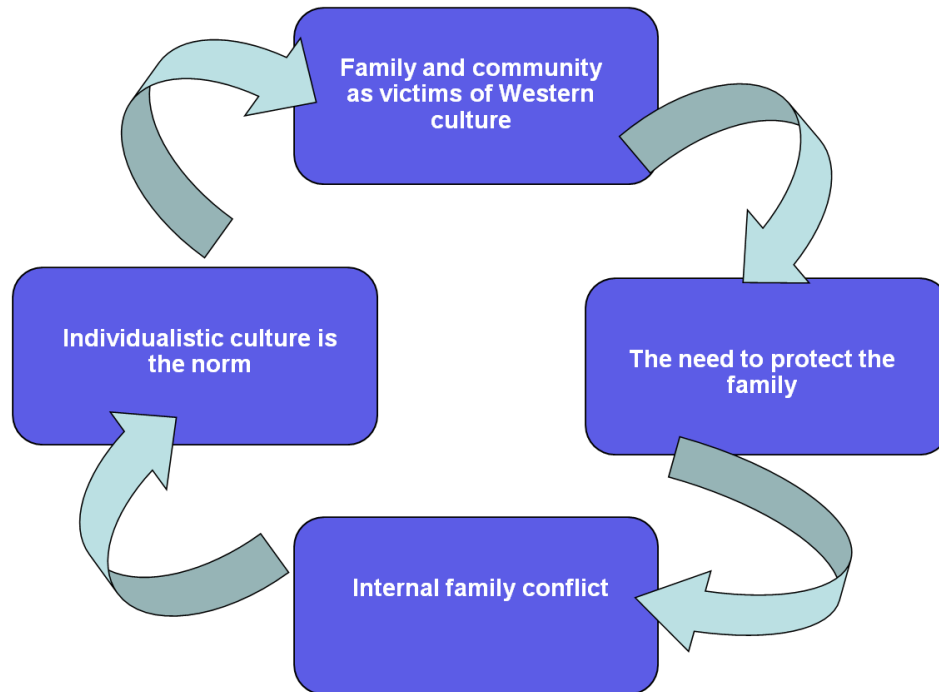 Family and community
as victims of Western
culture
The need to protect the
family
Internal family conflict
Individualistic culture is
the norm